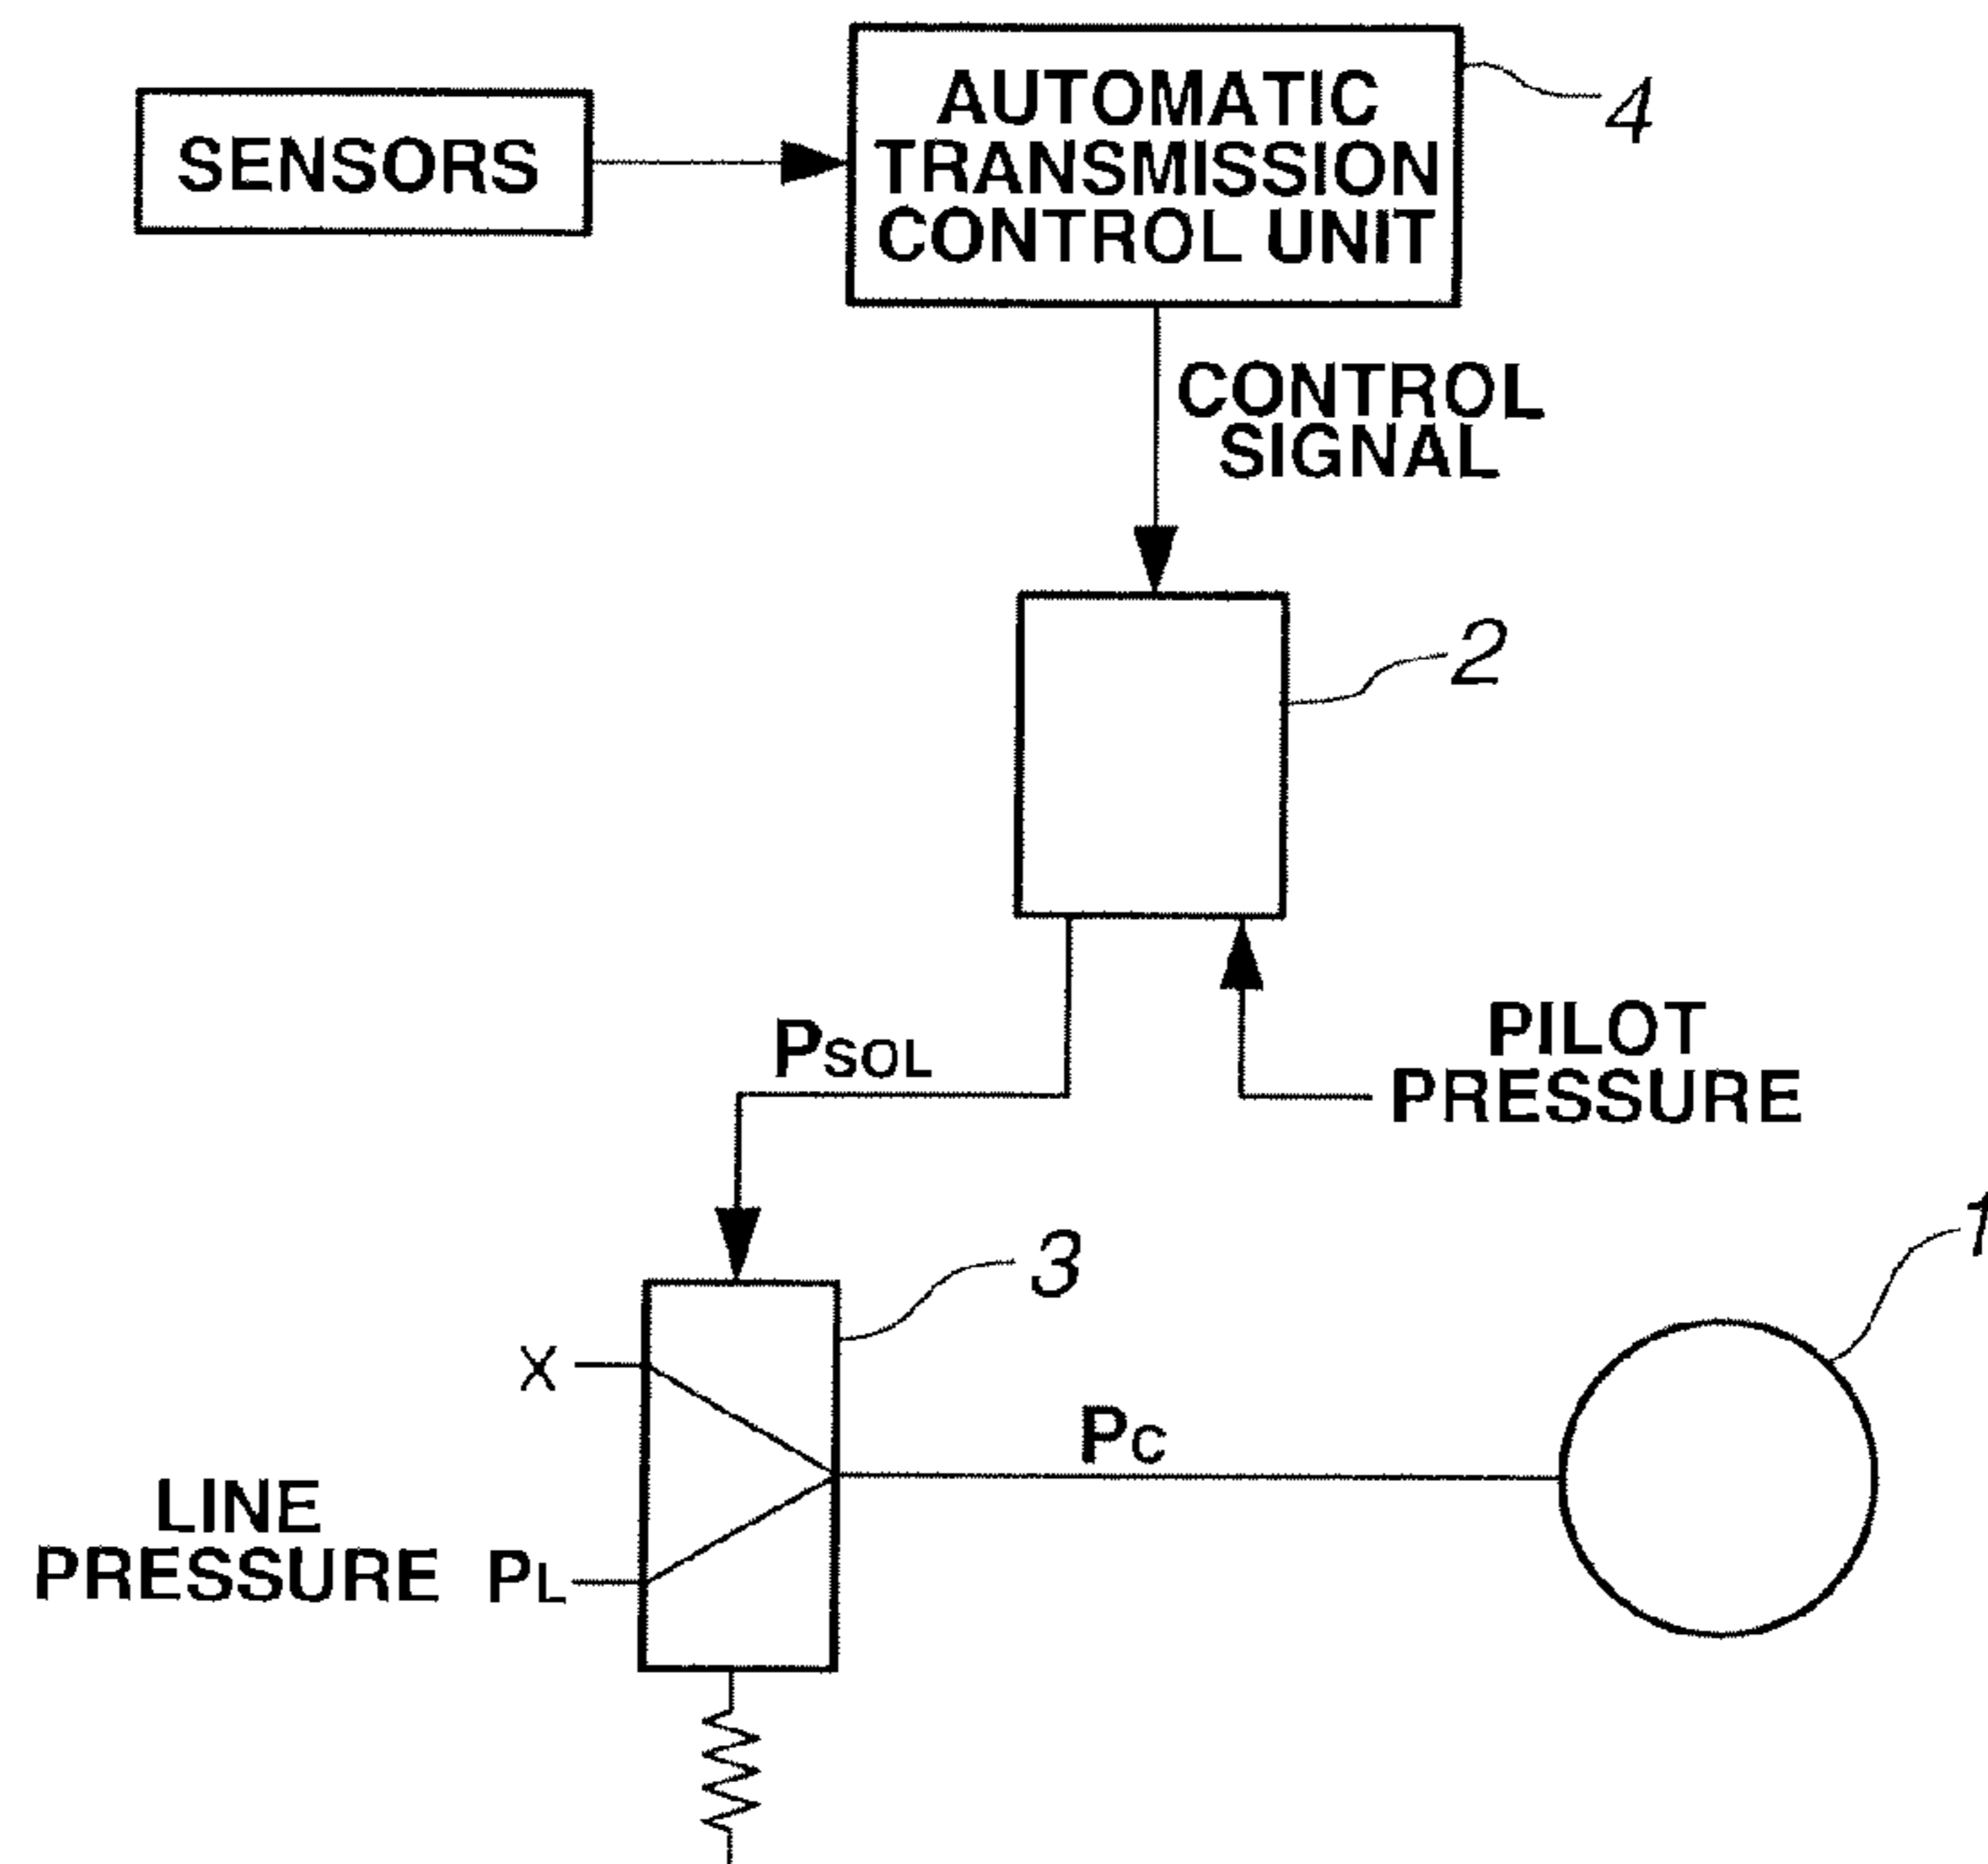 SENSORS
AUTOMATIC
TRANSMISSION
CONTROL UNIT
4
CONTROL
SIGNAL
2
PSOL
PILOT
PRESSURE
3
1
X
PC
LINE
PRESSURE PL